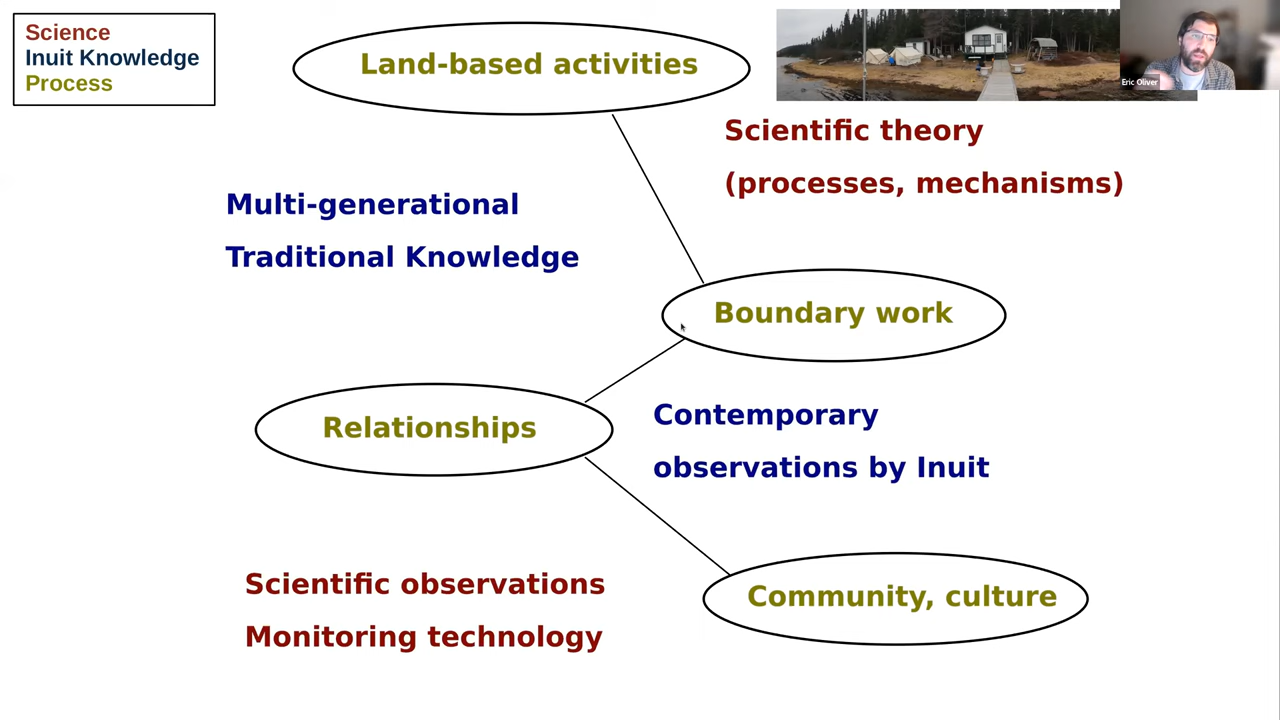 Science
Inuit Knowledge
Process
Land-based activities
Eric Oliver
Scientific theory
(processes, mechanisms)
Multi-generational
Traditional Knowledge
Boundary work
Relationships
Contemporary
observations by Inuit
Scientific observations
Monitoring technology
Community, culture